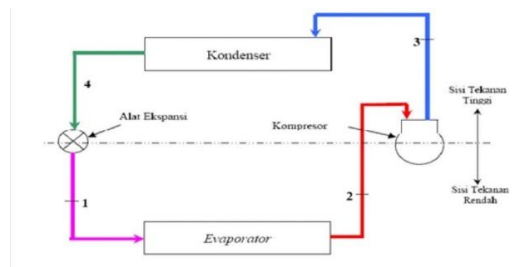 Kondenser
3
4
Sisi Tekanan
Tinggi
Alat Ekspansi
Kompresor
1
2
Sisi Tekanan
Rendah
Evaporator